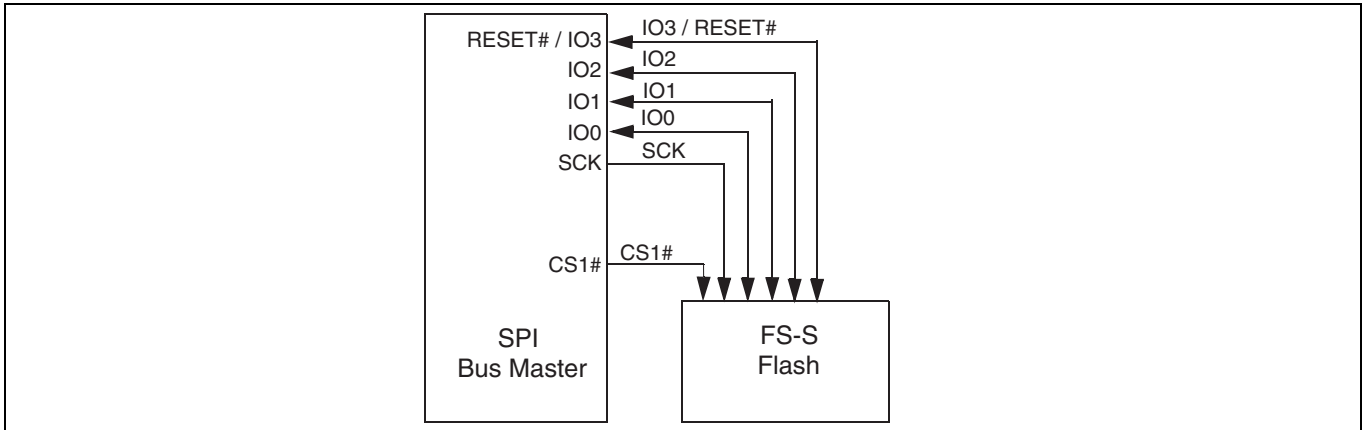 RESET# / IO3 IO3 / RESET#
IO2 IO2
IO1 IO1
IO0 IO0
SCK SCK
CS1# CS1#
SPI
Bus Master
FS-S
Flash